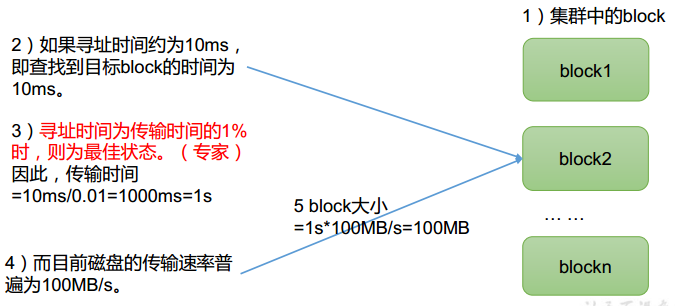 1）集群中的block
2）如果寻址时间约为10ms，
即查找到目标block的时间为
10ms。
block1
3）寻址时间为传输时间的1%
时，则为最佳状态。（专家）
因此，传输时间
=10ms/0.01=1000ms=1s
block2
5 block大小
=1s*100MB/s=100MB
… …
4）而目前磁盘的传输速率普
遍为100MB/s。
blockn